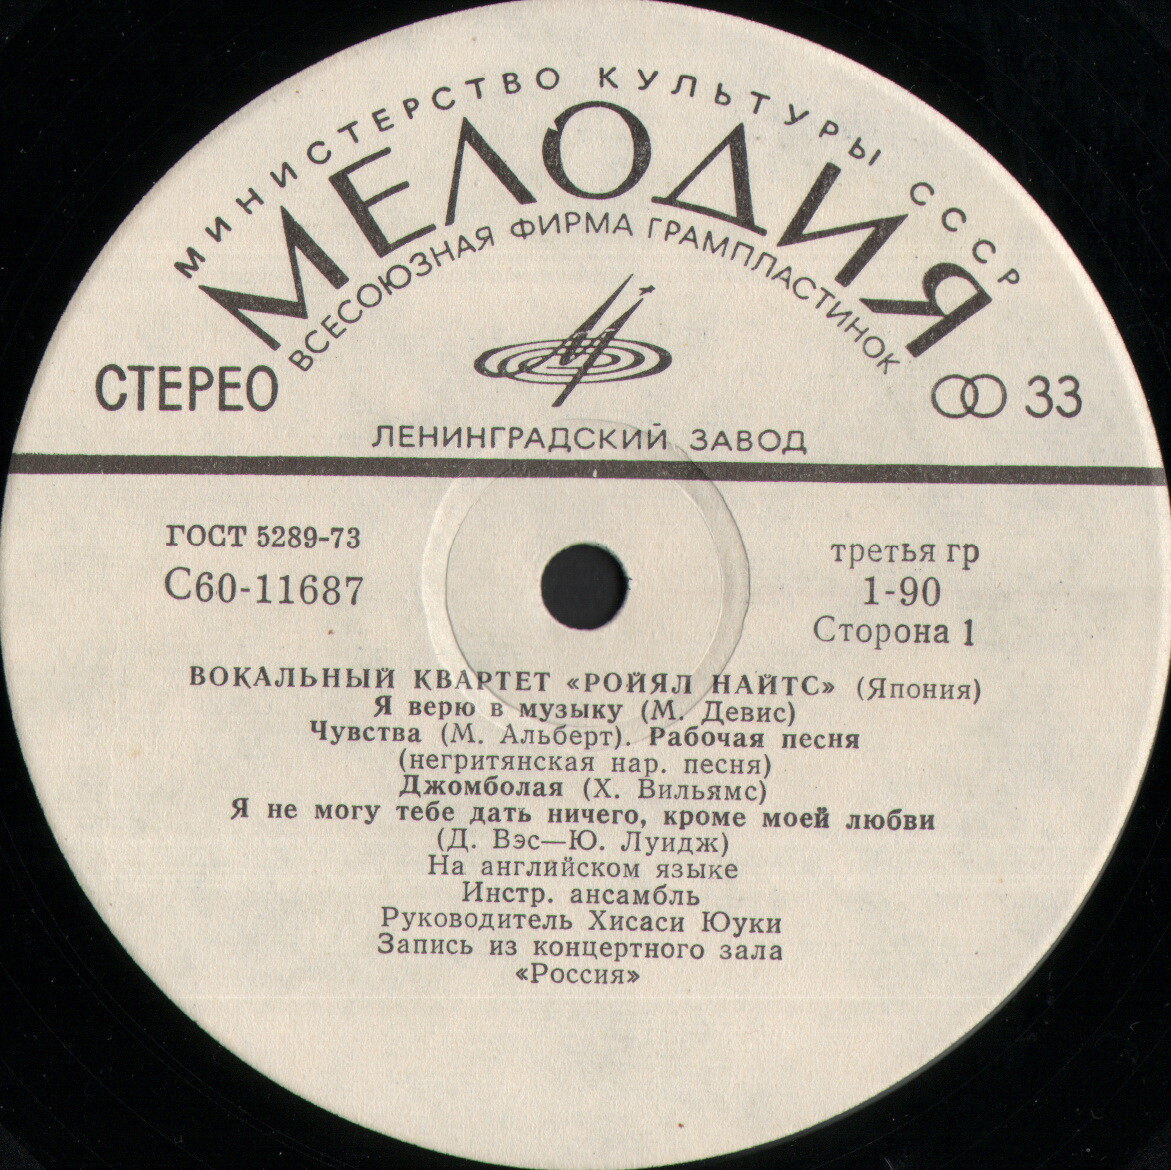 МИНИСТЕРСТВО КУЛЬТУРЫ СССР
МЕЛОДИЯ
ВСЕСОЮЗНАЯ ФИРМА ГРАМПЛАСТИНОК
СТЕРЕО
33
ЛЕНИНГРАДСКИЙ ЗАВОД
ГОСТ 5289-73
С60-11687
третья гр
1-90
Сторона 1
ВОКАЛЬНЫЙ КВАРТЕТ «РОЙЯЛ НАЙТС» (Япония)
Я верю в музыку (М. Девис)
Чувства (М. Альберт). Рабочая песня
(негритянская нар. песня)
Джомболая (Х. Вильямс)
Я не могу тебе дать ничего, кроме моей любви
(Д. Вэс—Ю. Луидж)
На английском языке
Инстр. ансамбль
Руководитель Хисаси Юуки
Запись из концертного зала
«Россия»